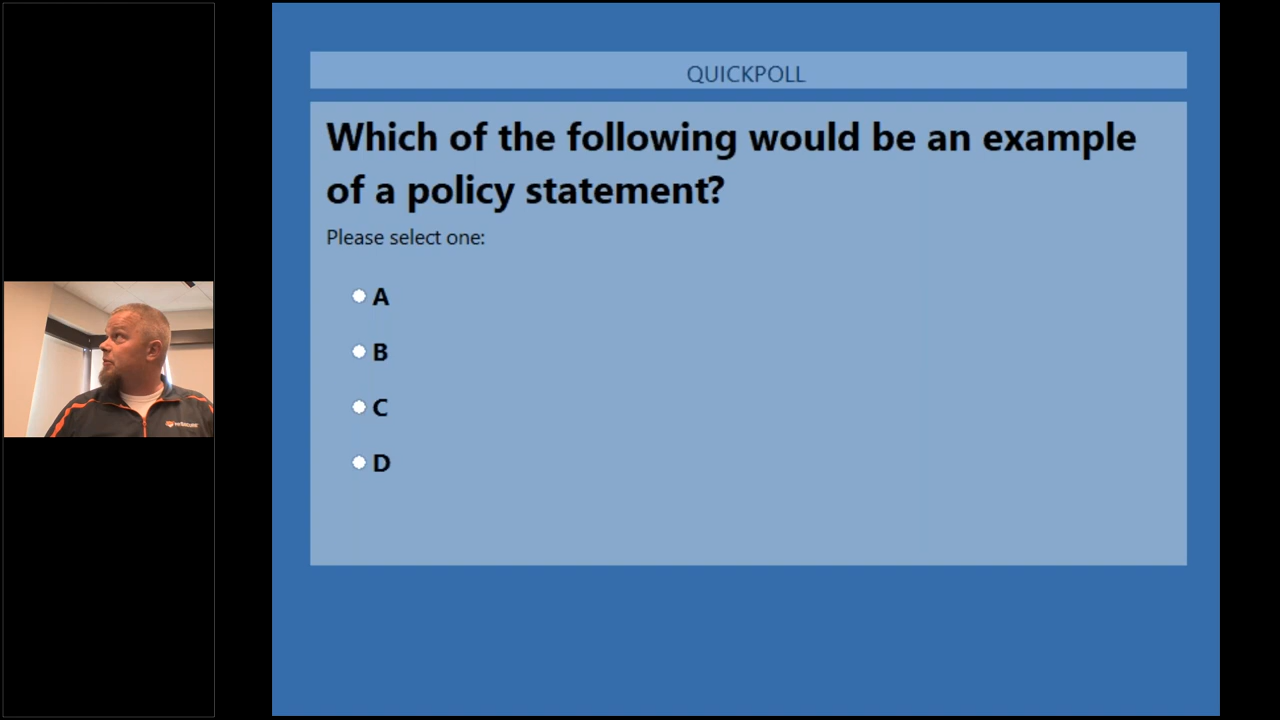 QUICKPOLL
Which of the following would be an example
of a policy statement?
Please select one:
A
B
C
D